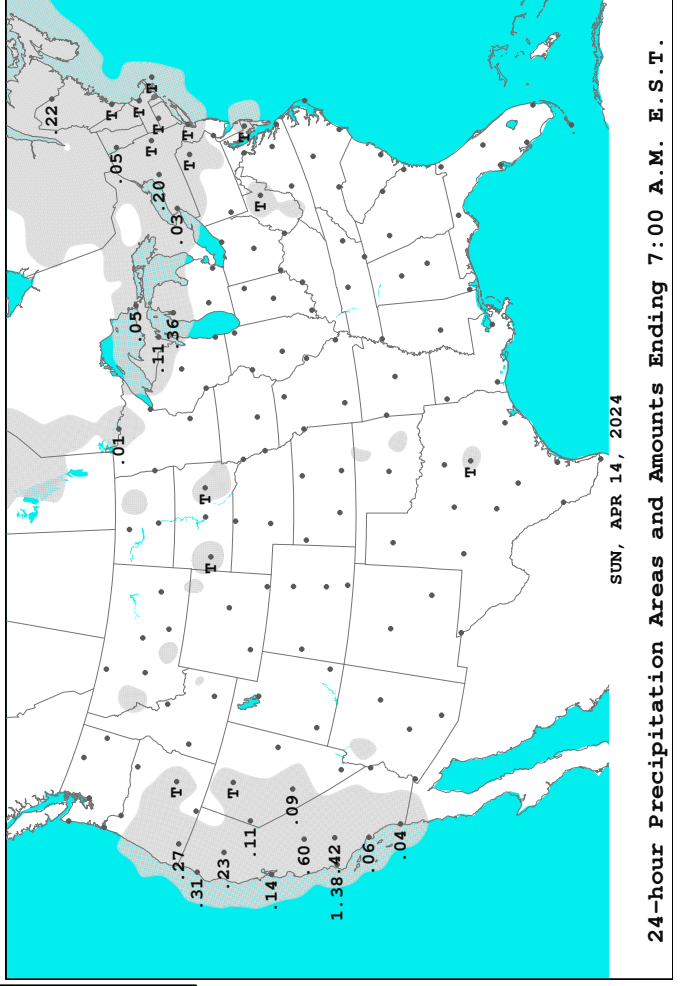 .22
.01
.05
T
.05
T
.11
.20
T
T
T
.36
.27
T
.03
T
T
.31
T
T
.23
T
T
.11
T
.14
.09
.60
1.38 .42
.06
.04
T
SUN, APR 14, 2024
24-hour Precipitation Areas and Amounts Ending 7:00 A.M. E.S.T.